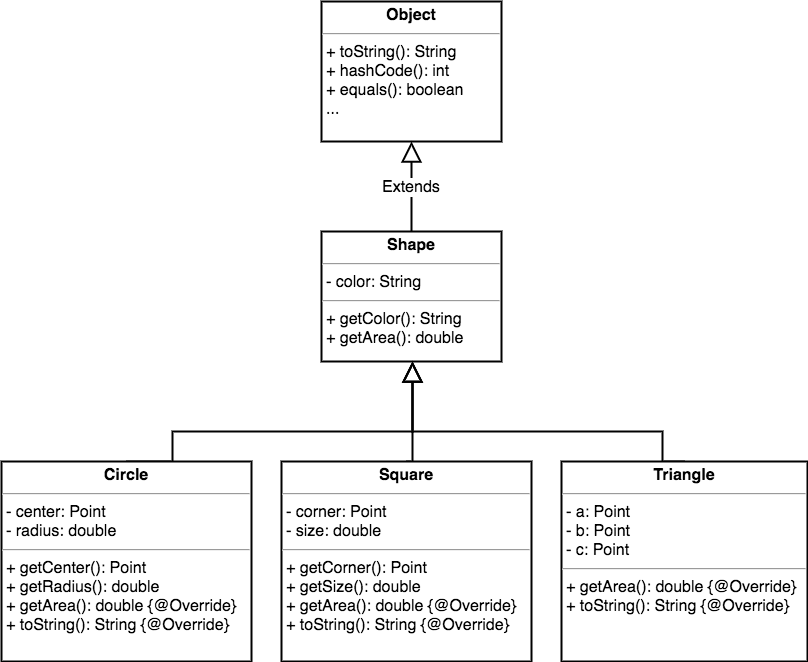 Object
+ toString(): String
+ hashCode(): int
+ equals(): boolean
...
Extends
Shape
- color: String
+ getColor(): String
+ getArea(): double
Circle
- center: Point
- radius: double
+ getCenter(): Point
+ getRadius(): double
+ getArea(): double {@Override}
+ toString(): String {@Override}
Square
- corner: Point
- size: double
+ getCorner(): Point
+ getSize(): double
+ getArea(): double {@Override}
+ toString(): String {@Override}
Triangle
- a: Point
- b: Point
- c: Point
+ getArea(): double {@Override}
+ toString(): String {@Override}